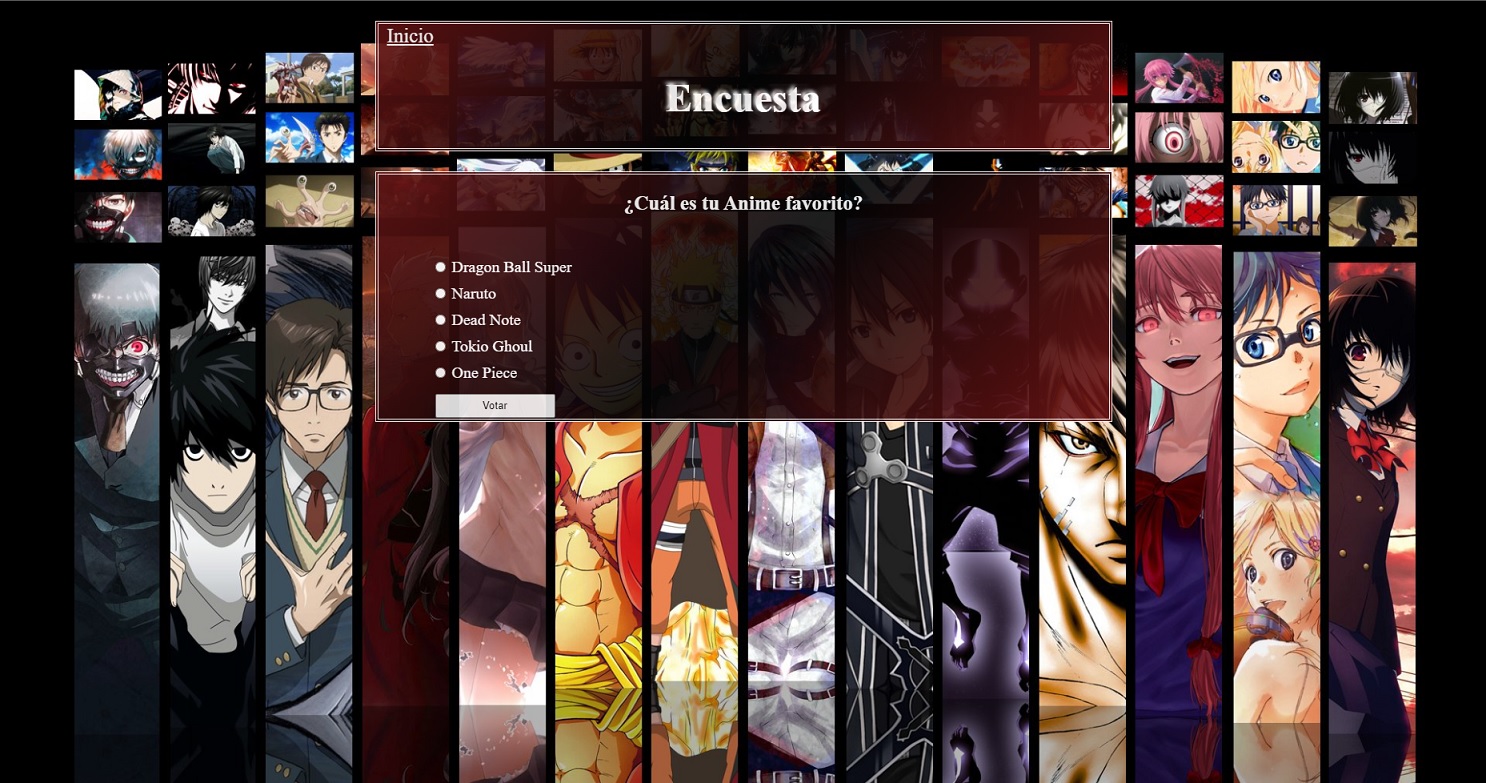 Inicio
Encuesta
¿Cuál es tu Anime favorito?
Dragon Ball Super
Naruto
Dead Note
Tokio Ghoul
One Piece
Votar